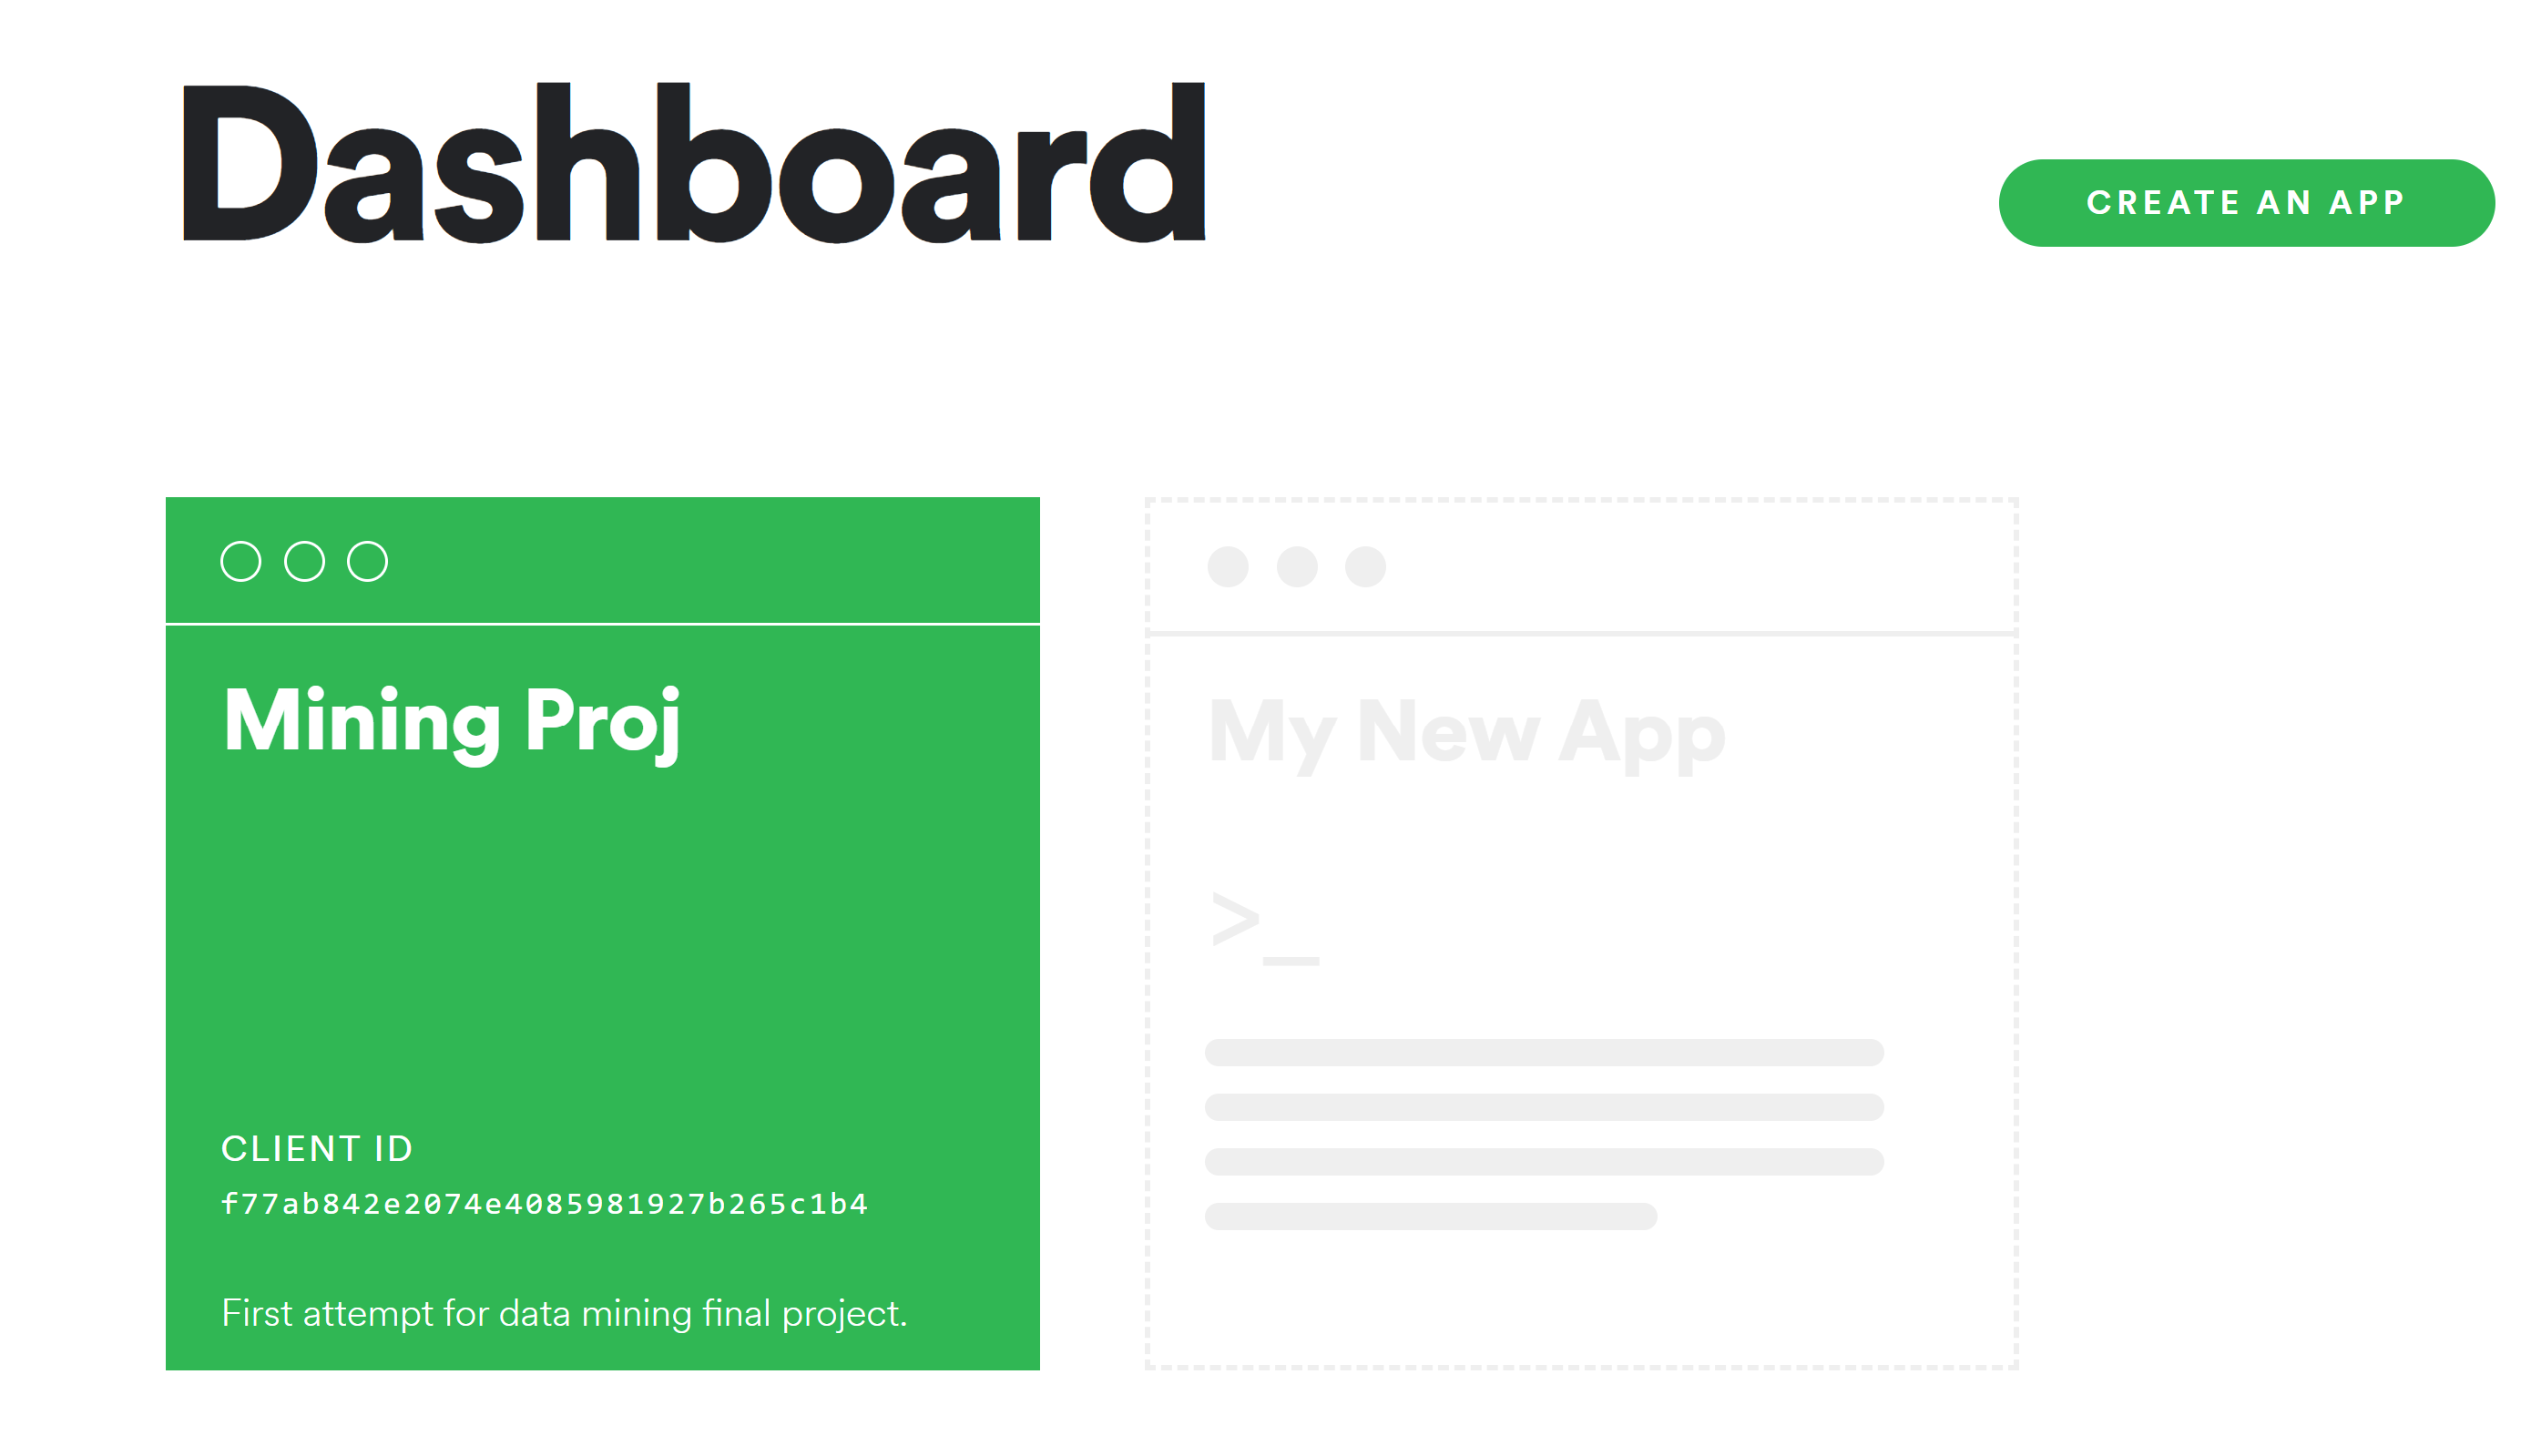 Dashboard
CREATE AN APP
Mining Proj
CLIENT ID
f77ab842e2074e4085981927b265c1b4
First attempt for data mining final project.
My New App
>_